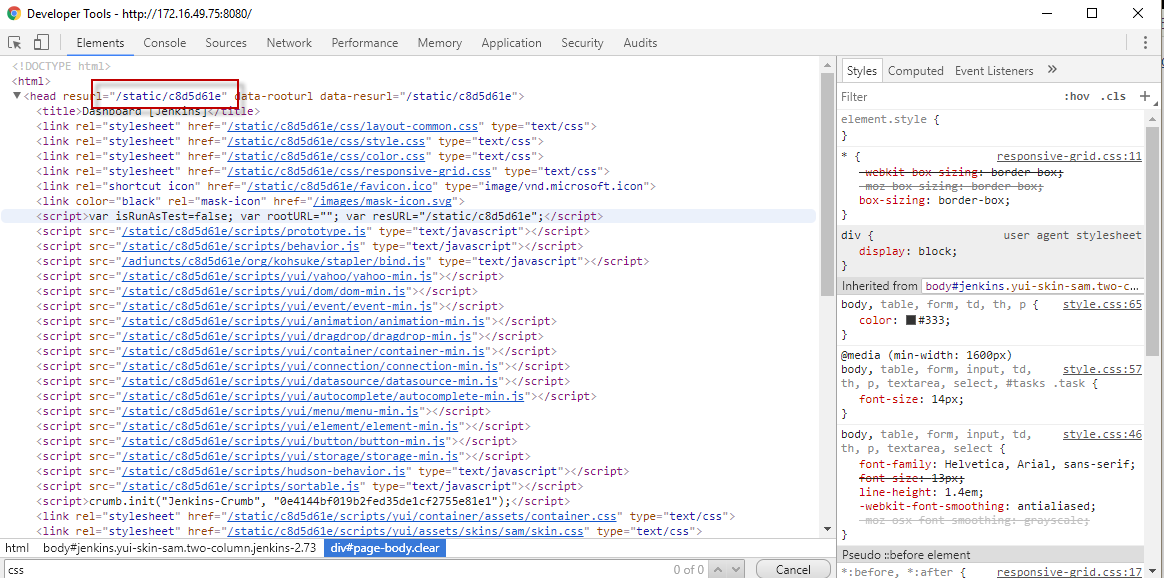 Developer Tools - http://172.16.49.75:8080/
Elements Console Sources Network Performance Memory Application Security Audits
<!DOCTYPE html>
<html>
▼<head resurl="/static/c8d5d61e" data-rooturl data-resurl="/static/c8d5d61e">
<title>Dashboard [Jenkins]</title>
<link rel="stylesheet" href="/static/c8d5d61e/css/layout-common.css" type="text/css">
<link rel="stylesheet" href="/static/c8d5d61e/css/style.css" type="text/css">
<link rel="stylesheet" href="/static/c8d5d61e/css/color.css" type="text/css">
<link rel="stylesheet" href="/static/c8d5d61e/css/responsive-grid.css" type="text/css">
<link rel="shortcut icon" href="/static/c8d5d61e/favicon.ico" type="image/vnd.microsoft.icon">
<link color="black" rel="mask-icon" href="/images/mask-icon.svg">
<script>var isRunAsTest=false; var rootURL=""; var resURL="/static/c8d5d61e";</script>
<script src="/static/c8d5d61e/scripts/prototype.js" type="text/javascript"></script>
<script src="/static/c8d5d61e/scripts/behavior.js" type="text/javascript"></script>
<script src="/adjuncts/c8d5d61e/org/kohsuke/stapler/bind.js" type="text/javascript"></script>
<script src="/static/c8d5d61e/scripts/yui/yahoo/yahoo-min.js"></script>
<script src="/static/c8d5d61e/scripts/yui/dom/dom-min.js"></script>
<script src="/static/c8d5d61e/scripts/yui/event/event-min.js"></script>
<script src="/static/c8d5d61e/scripts/yui/animation/animation-min.js"></script>
<script src="/static/c8d5d61e/scripts/yui/dragdrop/dragdrop-min.js"></script>
<script src="/static/c8d5d61e/scripts/yui/container/container-min.js"></script>
<script src="/static/c8d5d61e/scripts/yui/connection/connection-min.js"></script>
<script src="/static/c8d5d61e/scripts/yui/datasource/datasource-min.js"></script>
<script src="/static/c8d5d61e/scripts/yui/autocomplete/autocomplete-min.js"></script>
<script src="/static/c8d5d61e/scripts/yui/menu/menu-min.js"></script>
<script src="/static/c8d5d61e/scripts/yui/element/element-min.js"></script>
<script src="/static/c8d5d61e/scripts/yui/button/button-min.js"></script>
<script src="/static/c8d5d61e/scripts/yui/storage/storage-min.js"></script>
<script src="/static/c8d5d61e/scripts/hudson-behavior.js" type="text/javascript"></script>
<script src="/static/c8d5d61e/scripts/sortable.js" type="text/javascript"></script>
<script>crumb.init("Jenkins-Crumb", "0e4144bf019b2fed35de1cf2755e81e1");</script>
<link rel="stylesheet" href="/static/c8d5d61e/scripts/yui/container/assets/container.css" type="text/css">
<link rel="stylesheet" href="/static/c8d5d61e/scripts/yui/assets/skins/sam/skin.css" type="text/css">
html body#jenkins.yui-skin-sam.two-column.jenkins-2.73 div#page-body.clear
css 0 of 0 Cancel
Styles Computed Event Listeners »
Filter :hov .cls +
element.style {
}
* { responsive-grid.css:11
-webkit-box-sizing: border-box;
-moz-box-sizing: border-box;
box-sizing: border-box;
}
div { user agent stylesheet
display: block;
}
Inherited from body#jenkins.yui-skin-sam.two-c…
body, table, form, td, th, p { style.css:65
color: #333;
}
@media (min-width: 1600px)
body, table, form, input, td, style.css:57
th, p, textarea, select, #tasks .task {
font-size: 14px;
}
body, table, form, input, td, style.css:46
th, p, textarea, select {
font-family: Helvetica, Arial, sans-serif;
font-size: 13px;
line-height: 1.4em;
-webkit-font-smoothing: antialiased;
-moz-osx-font-smoothing: grayscale;
}
Pseudo ::before element
*:before, *:after { responsive-grid.css:17